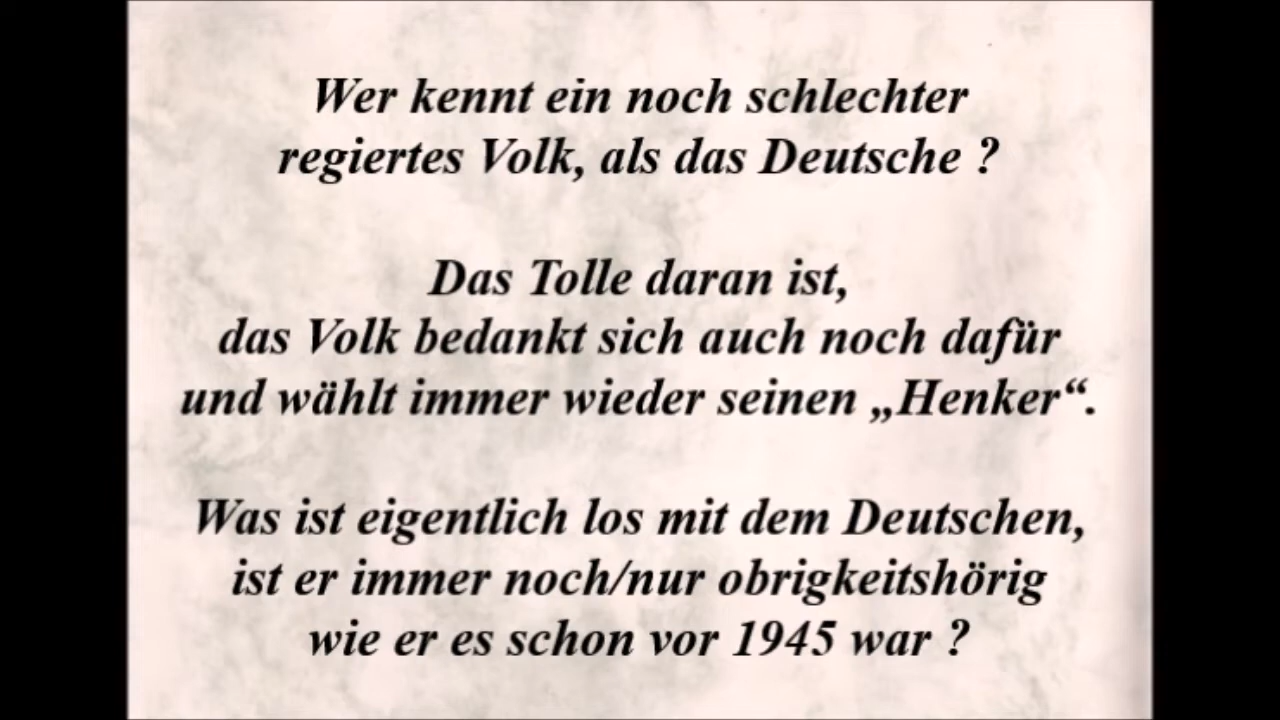 Wer kennt ein noch schlechter
regiertes Volk, als das Deutsche ?
Das Tolle daran ist,
das Volk bedankt sich auch noch dafür
und wählt immer wieder seinen „Henker“.
Was ist eigentlich los mit dem Deutschen,
ist er immer noch/nur obrigkeitshörig
wie er es schon vor 1945 war ?